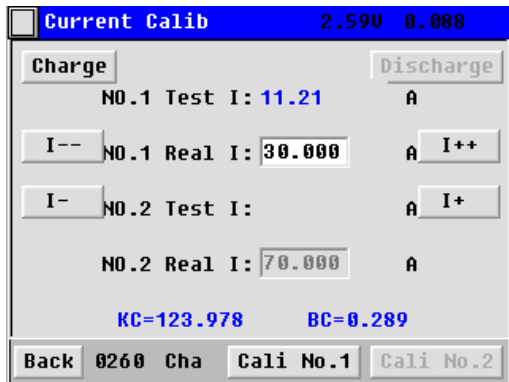 Current Calib 2.59V 0.088
Charge Discharge
NO.1 Test I: 11.21 A
I-- NO.1 Real I: 30.000 A I++
I- NO.2 Test I: A I+
NO.2 Real I: 70.000 A
KC=123.978 BC=0.289
Back 0260 Cha Cali No.1 Cali No.2